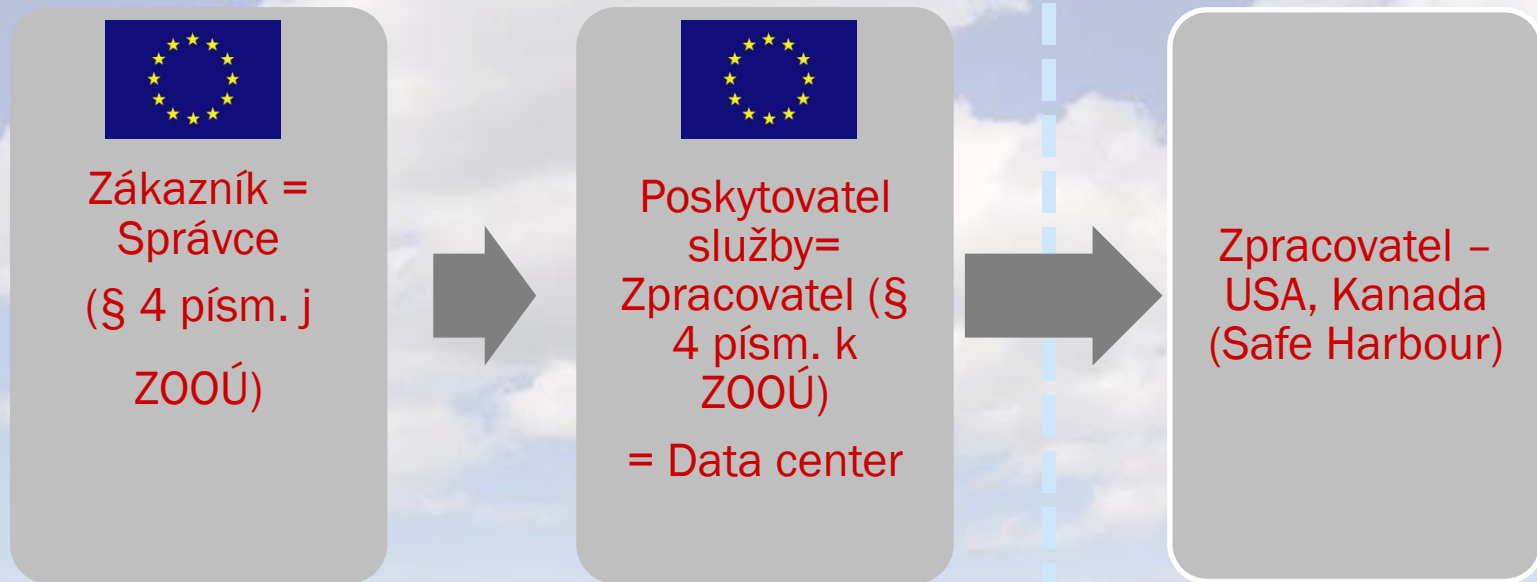 Zákazník =
Správce
(§ 4 písm. j
ZOOÚ)
Poskytovatel
služby=
Zpracovatel (§
4 písm. k
ZOOÚ)
= Data center
Zpracovatel –
USA, Kanada
(Safe Harbour)